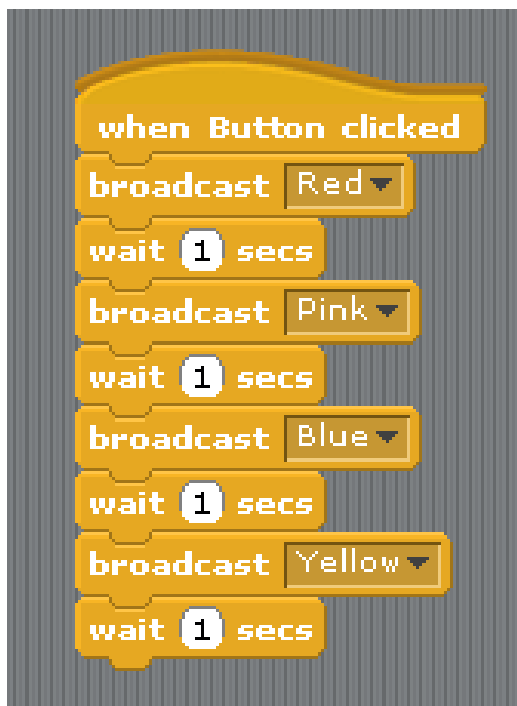 when Button clicked
broadcast Red
wait 1 secs
broadcast Pink
wait 1 secs
broadcast Blue
wait 1 secs
broadcast Yellow
wait 1 secs